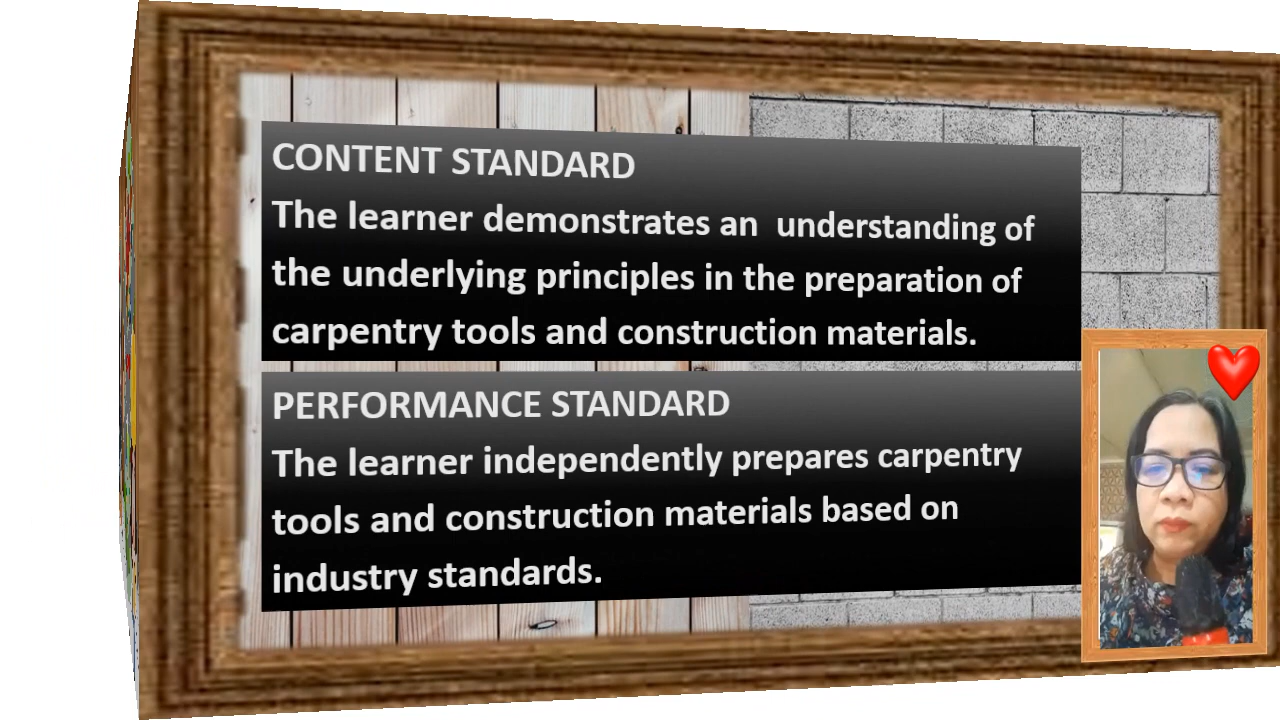 CONTENT STANDARD
The learner demonstrates an  understanding of
the underlying principles in the preparation of
carpentry tools and construction materials.
PERFORMANCE STANDARD
The learner independently prepares carpentry
tools and construction materials based on
industry standards.